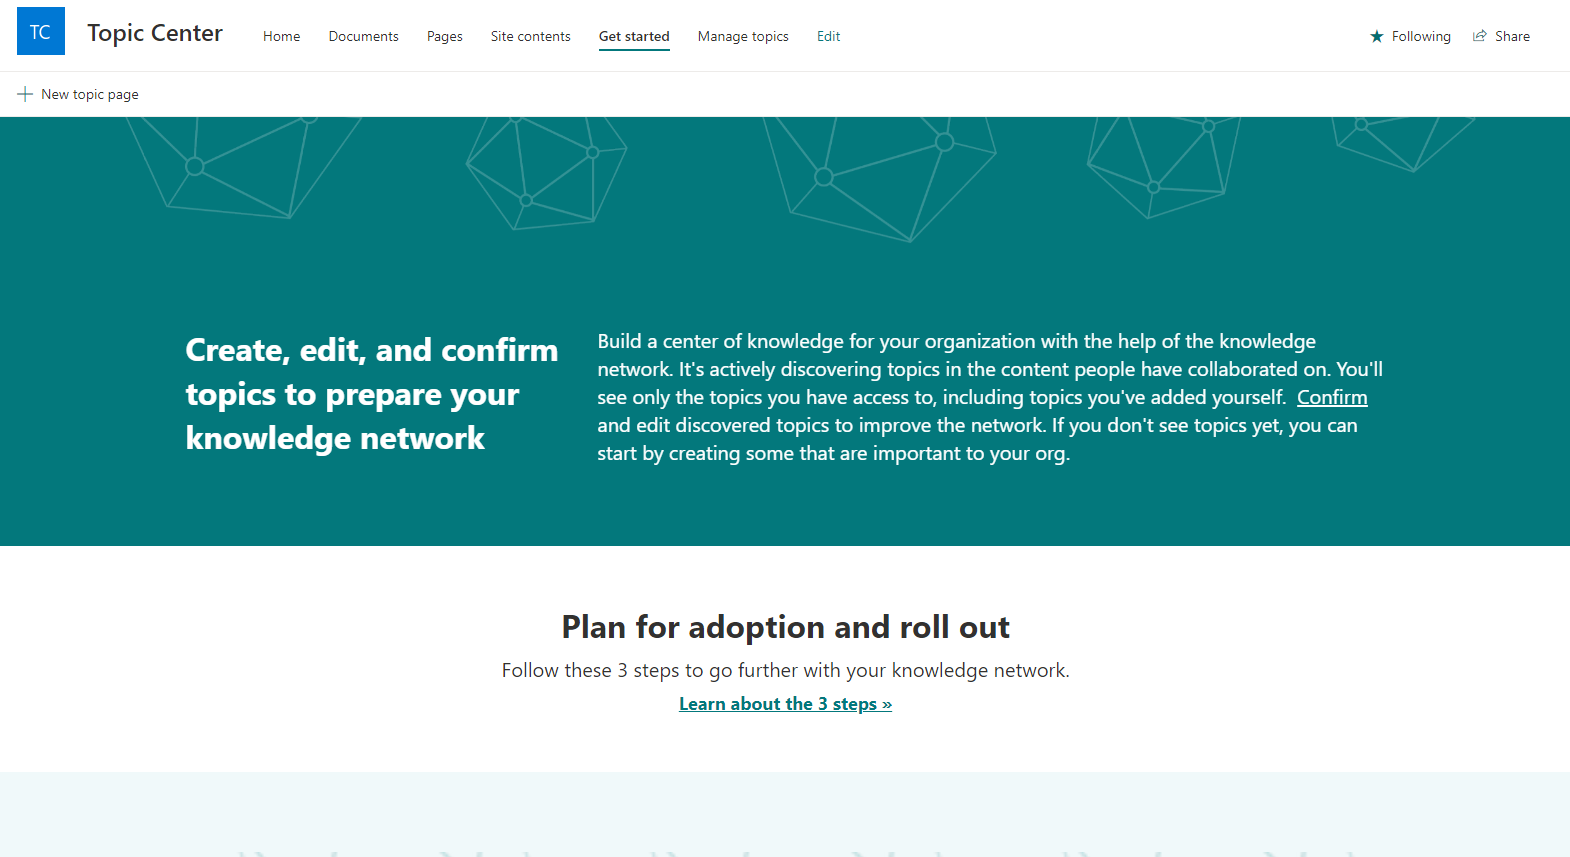 TC
Topic Center
Home
Documents
Pages
Site contents
Get started
Manage topics
Edit
Following
Share
New topic page
Create, edit, and confirm
topics to prepare your
knowledge network
Build a center of knowledge for your organization with the help of the knowledge
network. It's actively discovering topics in the content people have collaborated on. You'll
see only the topics you have access to, including topics you've added yourself. Confirm
and edit discovered topics to improve the network. If you don't see topics yet, you can
start by creating some that are important to your org.
Plan for adoption and roll out
Follow these 3 steps to go further with your knowledge network.
Learn about the 3 steps »